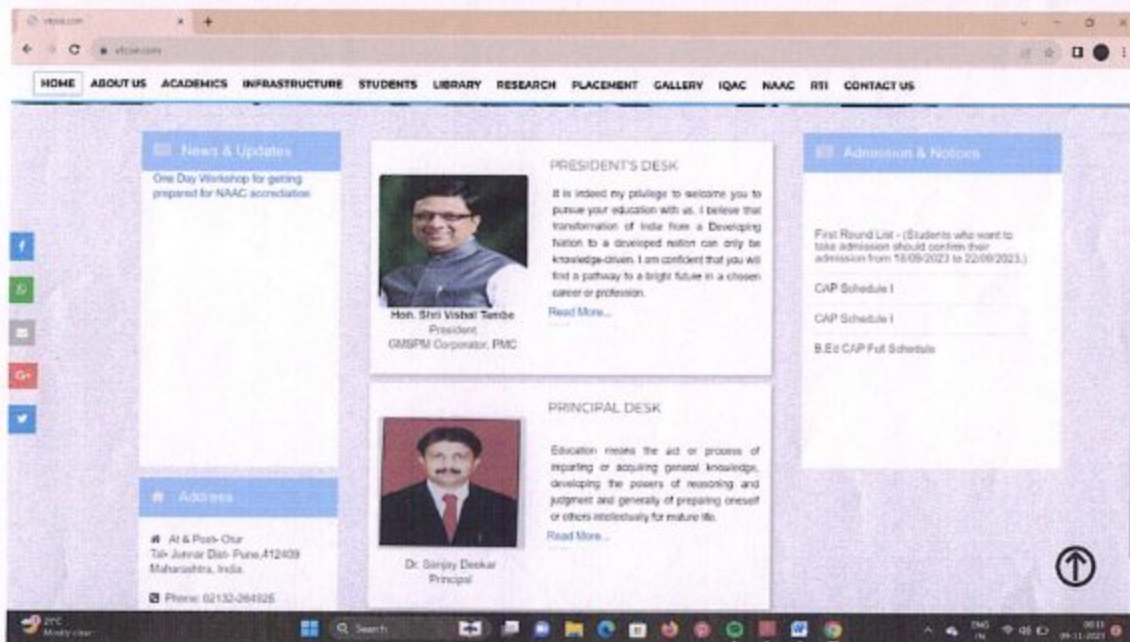 HOME ABOUT US ACADEMICS INFRASTRUCTURE STUDENTS LIBRARY RESEARCH PLACEMENT GALLERY IQAC NAAC RTI CONTACT US
News & Updates
One Day Workshop for getting
prepared for NAAC accrediation
Address
At & Post- Otur
Tal- Junnar Dist- Pune,412409
Maharashtra, India.
Phone: 02132-264925
PRESIDENT'S DESK
It is indeed my privilege to welcome you to
pursue your education with us. I believe that
transformation of India from a Developing
Nation to a developed nation can only be
knowledge-driven. I am confident that you will
find a pathway to a bright future in a chosen
career or profession.
Read More...
Hon. Shri Vishal Tambe
President
GMSPM Corporator, PMC
PRINCIPAL DESK
Education means the act or process of
imparting or acquiring general knowledge,
developing the powers of reasoning and
judgment and generally of preparing oneself
or others intellectually for mature life.
Read More...
Dr. Sanjay Deokar
Principal
Admission & Notices
First Round List - (Students who want to
take admission should confirm their
admission from 18/09/2023 to 22/09/2023.)
CAP Schedule I
CAP Schedule I
B.Ed CAP Full Schedule
21°C
Mostly clear
Search
ENG
IN